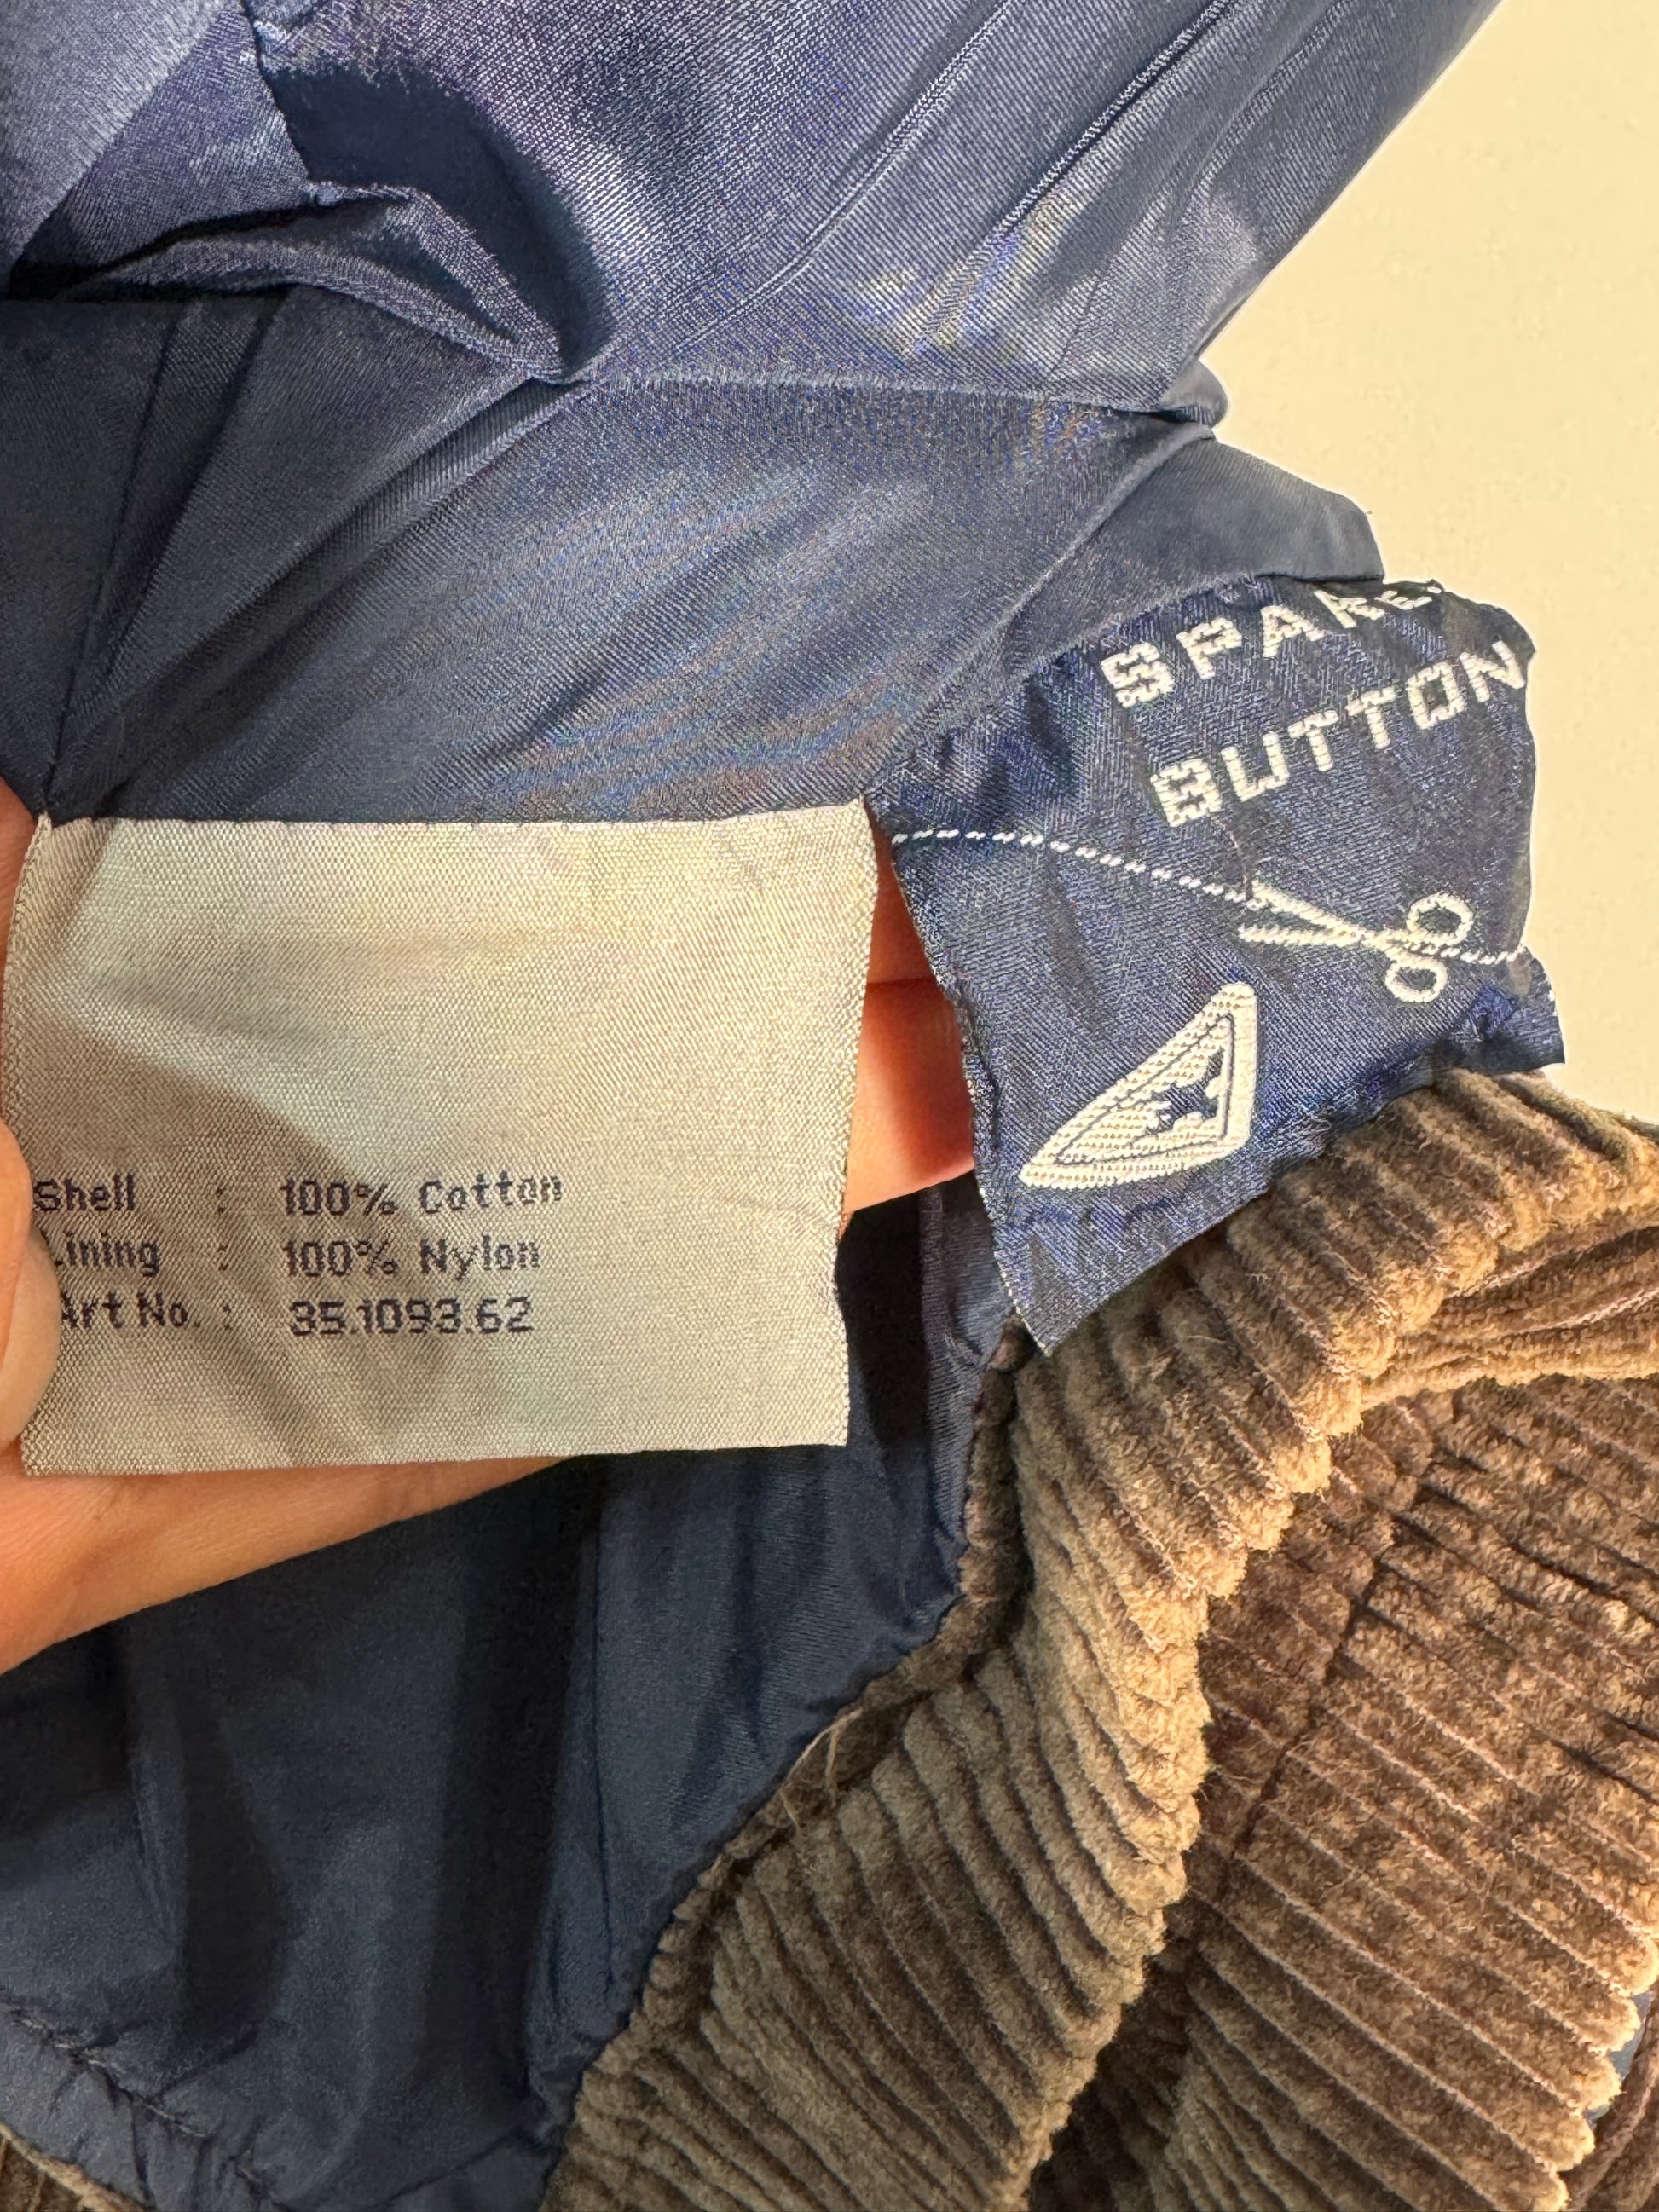 SPARE
BUTTON
Shell : 100% Cotton
Lining : 100% Nylon
Art No. : 35.1093.62